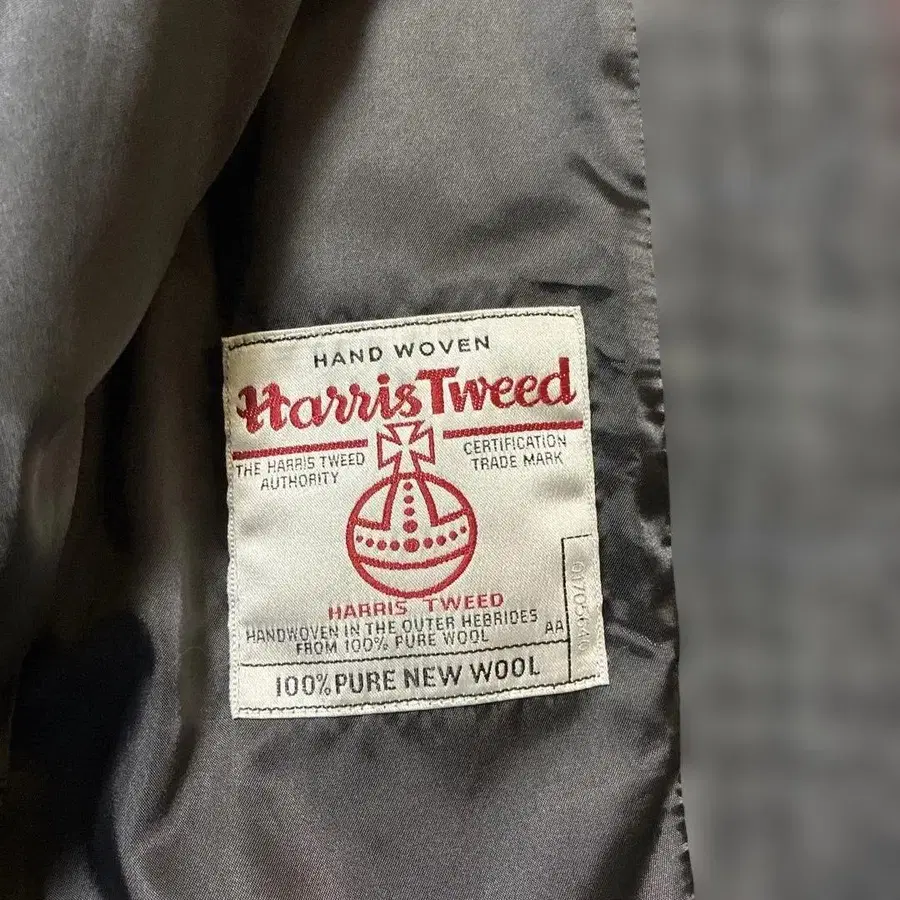 HAND WOVEN
Harris Tweed
THE HARRIS TWEED
AUTHORITY
CERTIFICATION
TRADE MARK
HARRIS TWEED
HANDWOVEN IN THE OUTER HEBRIDES
FROM 100% PURE WOOL
AA
100% PURE NEW WOOL